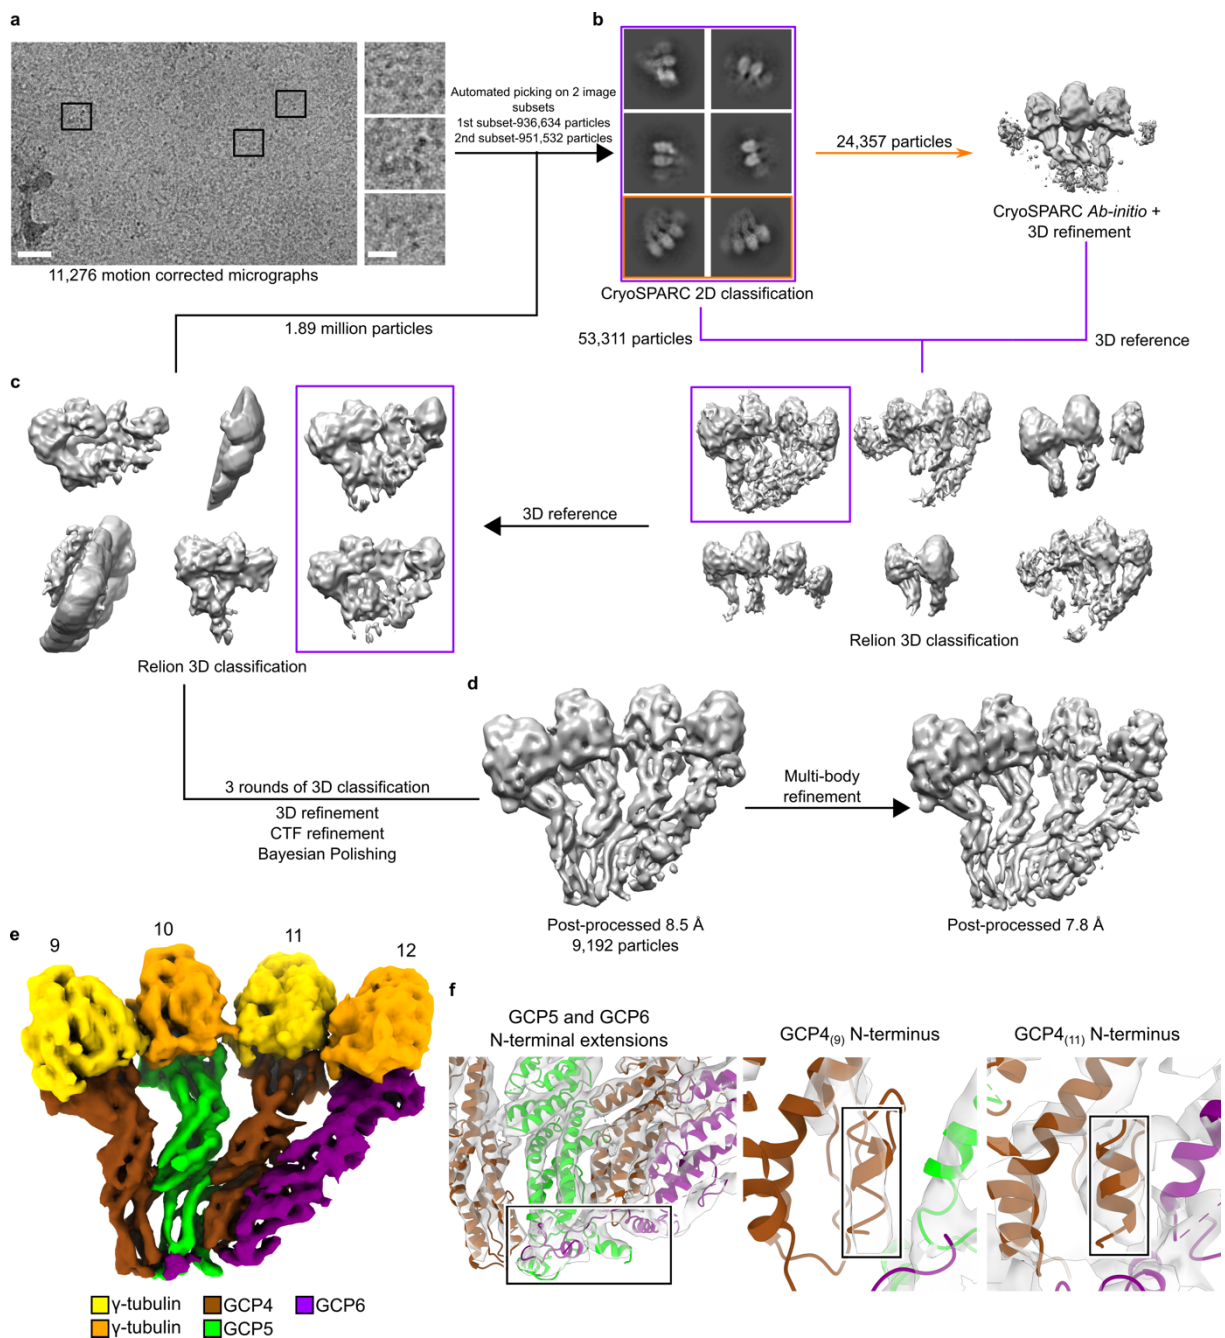 a
b
Automated picking on 2 image
subsets
1st subset-936,634 particles
2nd subset-951,532 particles
24,357 particles
CryoSPARC Ab-initio +
3D refinement
11,276 motion corrected micrographs
CryoSPARC 2D classification
1.89 million particles
53,311 particles
3D reference
c
3D reference
Relion 3D classification
Relion 3D classification
d
3 rounds of 3D classification
3D refinement
CTF refinement
Bayesian Polishing
Multi-body
refinement
Post-processed 8.5 Å
9,192 particles
Post-processed 7.8 Å
e
9
10
11
12
γ-tubulin
GCP4
GCP6
γ-tubulin
GCP5
f
GCP5 and GCP6
N-terminal extensions
GCP4(9) N-terminus
GCP4(11) N-terminus